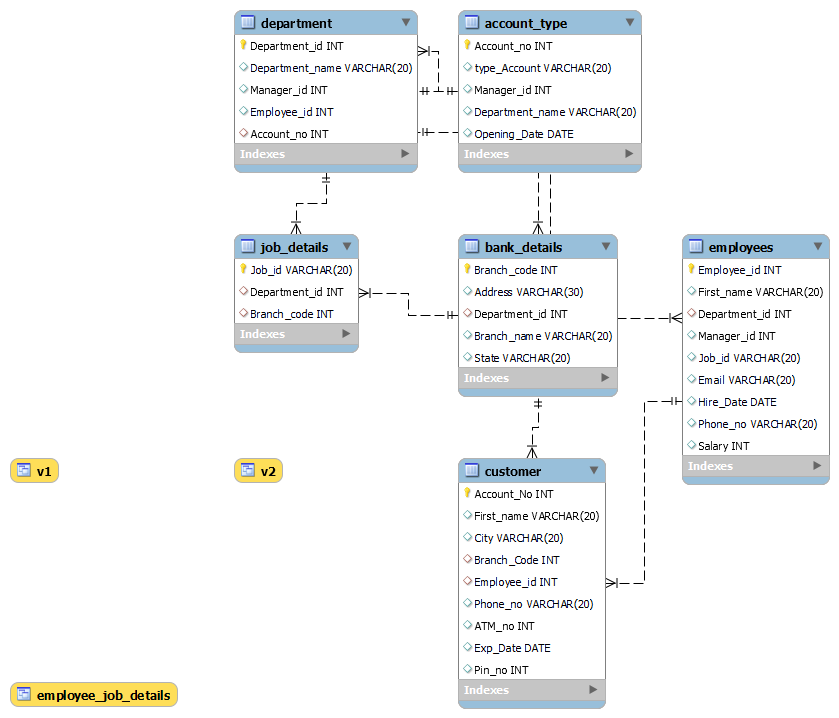 department
Department_id INT
Department_name VARCHAR(20)
Manager_id INT
Employee_id INT
Account_no INT
Indexes
account_type
Account_no INT
type_Account VARCHAR(20)
Manager_id INT
Department_name VARCHAR(20)
Opening_Date DATE
Indexes
job_details
Job_id VARCHAR(20)
Department_id INT
Branch_code INT
Indexes
bank_details
Branch_code INT
Address VARCHAR(30)
Department_id INT
Branch_name VARCHAR(20)
State VARCHAR(20)
Indexes
employees
Employee_id INT
First_name VARCHAR(20)
Department_id INT
Manager_id INT
Job_id VARCHAR(20)
Email VARCHAR(20)
Hire_Date DATE
Phone_no VARCHAR(20)
Salary INT
Indexes
v1
v2
customer
Account_No INT
First_name VARCHAR(20)
City VARCHAR(20)
Branch_Code INT
Employee_id INT
Phone_no VARCHAR(20)
ATM_no INT
Exp_Date DATE
Pin_no INT
Indexes
employee_job_details